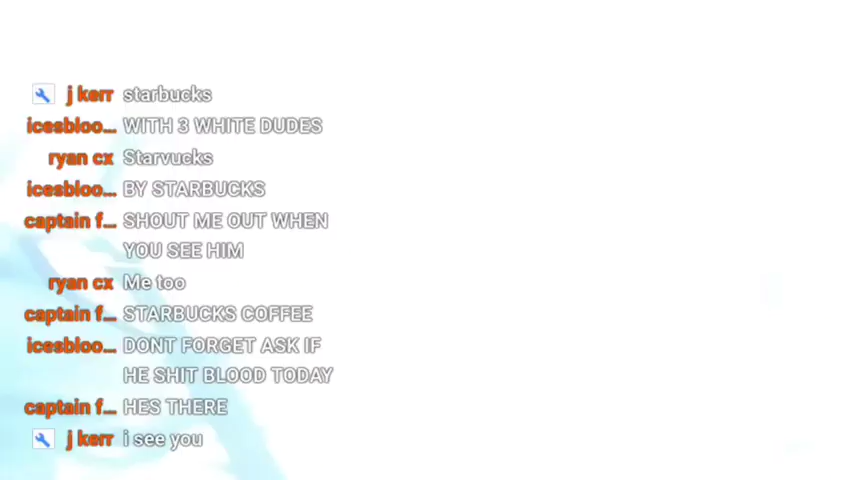 j kerr starbucks
icesbloo... WITH 3 WHITE DUDES
ryan cx Starvucks
icesbloo... BY STARBUCKS
captain f... SHOUT ME OUT WHEN
YOU SEE HIM
ryan cx Me too
captain f... STARBUCKS COFFEE
icesbloo... DONT FORGET ASK IF
HE SHIT BLOOD TODAY
captain f... HES THERE
j kerr i see you